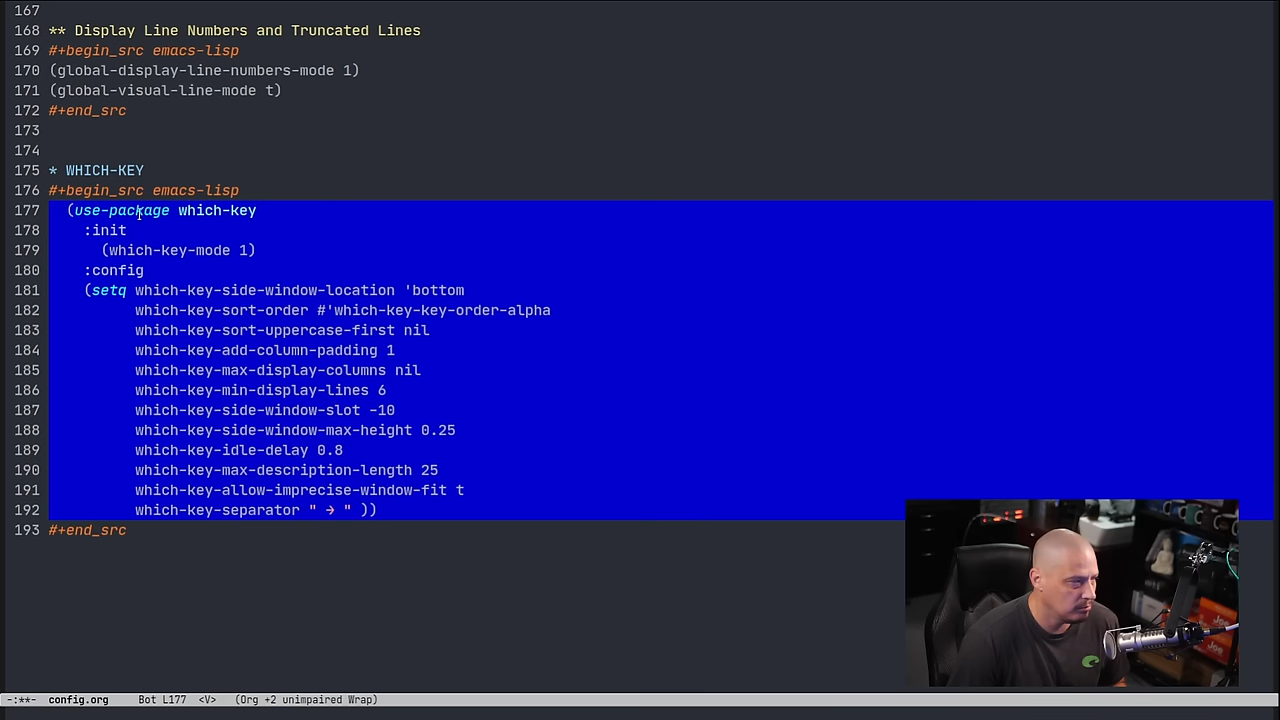 167
168 ** Display Line Numbers and Truncated Lines
169 #+begin_src emacs-lisp
170 (global-display-line-numbers-mode 1)
171 (global-visual-line-mode t)
172 #+end_src
173
174
175 * WHICH-KEY
176 #+begin_src emacs-lisp
177   (use-package which-key
178     :init
179       (which-key-mode 1)
180     :config
181     (setq which-key-side-window-location 'bottom
182           which-key-sort-order #'which-key-key-order-alpha
183           which-key-sort-uppercase-first nil
184           which-key-add-column-padding 1
185           which-key-max-display-columns nil
186           which-key-min-display-lines 6
187           which-key-side-window-slot -10
188           which-key-side-window-max-height 0.25
189           which-key-idle-delay 0.8
190           which-key-max-description-length 25
191           which-key-allow-imprecise-window-fit t
192           which-key-separator " → " ))
193 #+end_src
-:**-  config.org    Bot L177  <V>  (Org +2 unimpaired Wrap)